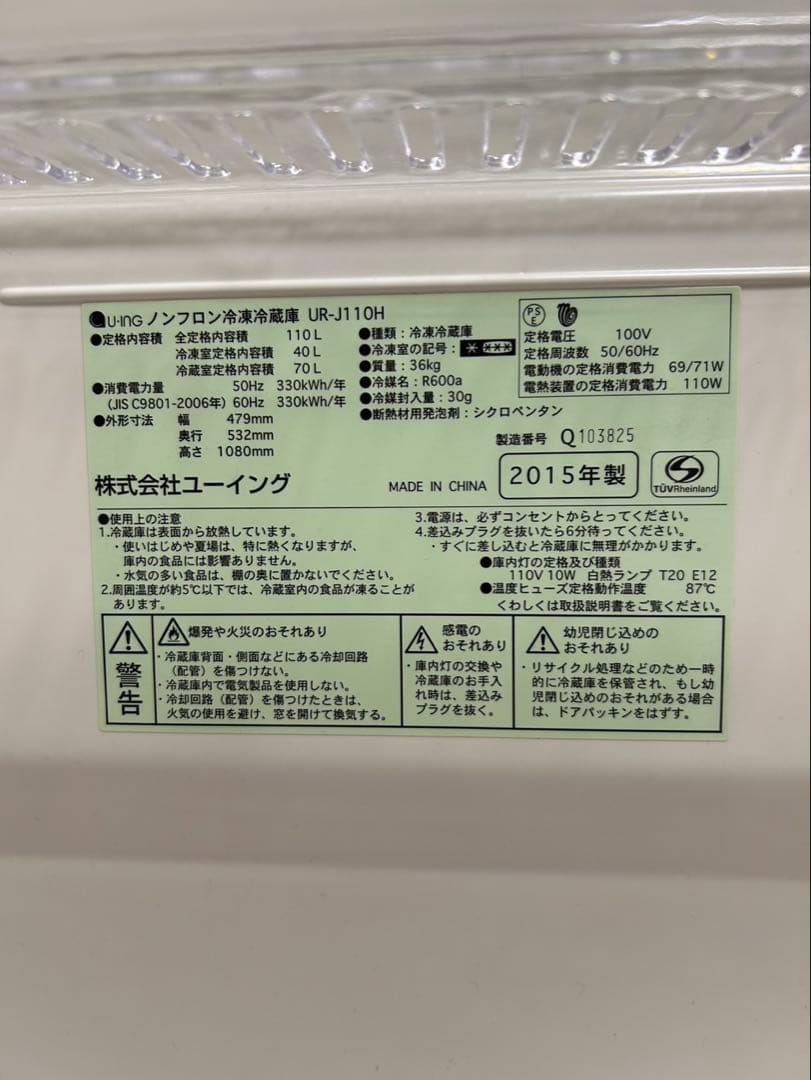 U-ING ノンフロン冷凍冷蔵庫 UR-J110H
●定格内容積 全定格内容積 110L
冷凍室定格内容積 40L
冷蔵室定格内容積 70L
●消費電力量 50Hz 330kWh/年
(JIS C9801-2006年) 60Hz 330kWh/年
●外形寸法 幅 479mm
奥行 532mm
高さ 1080mm
●種類：冷凍冷蔵庫
●冷凍室の記号：
●質量：36kg
●冷媒名：R600a
●冷媒封入量：30g
●断熱材用発泡剤：シクロペンタン
PS
E
定格電圧 100V
定格周波数 50/60Hz
電動機の定格消費電力 69/71W
電熱装置の定格消費電力 110W
製造番号 Q103825
株式会社ユーイング
MADE IN CHINA
2015年製
TÜVRheinland
●使用上の注意
1.冷蔵庫は表面から放熱しています。
・使いはじめや夏場は、特に熱くなりますが、
庫内の食品には影響ありません。
・水気の多い食品は、棚の奥に置かないでください。
2.周囲温度が約5℃以下では、冷蔵室内の食品が凍ることが
あります。
3.電源は、必ずコンセントからとってください。
4.差込みプラグを抜いたら6分待ってください。
・すぐに差し込むと冷蔵庫に無理がかかります。
●庫内灯の定格及び種類
110V 10W 白熱ランプ T20 E12
●温度ヒューズ定格動作温度 87℃
くわしくは取扱説明書をご覧ください。
警告
爆発や火災のおそれあり
・冷蔵庫背面・側面などにある冷却回路
（配管）を傷つけない。
・冷蔵庫内で電気製品を使用しない。
・冷却回路（配管）を傷つけたときは、
火気の使用を避け、窓を開けて換気する。
感電の
おそれあり
・庫内灯の交換や
冷蔵庫のお手入
れ時は、差込み
プラグを抜く。
幼児閉じ込めの
おそれあり
・リサイクル処理などのため一時
的に冷蔵庫を保管され、もし幼
児閉じ込めのおそれがある場合
は、ドアパッキンをはずす。